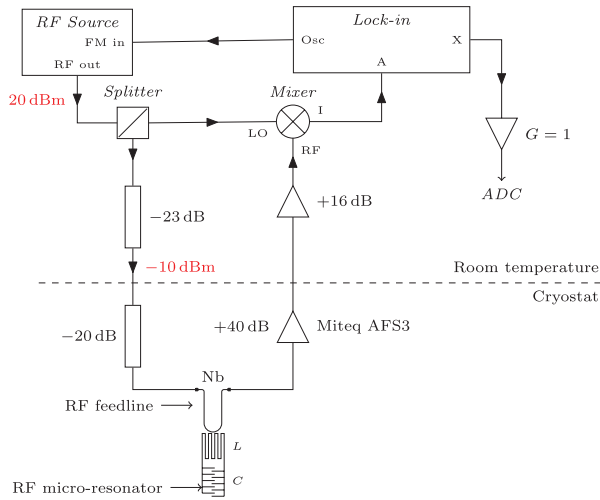 RF Source
FM in
RF out
20 dBm
Splitter
Lock-in
Osc
X
A
Mixer
I
LO
RF
G = 1
ADC
+16 dB
−23 dB
−10 dBm
Room temperature
Cryostat
−20 dB
+40 dB
Miteq AFS3
Nb
RF feedline
L
C
RF micro-resonator